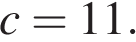 c = 11.